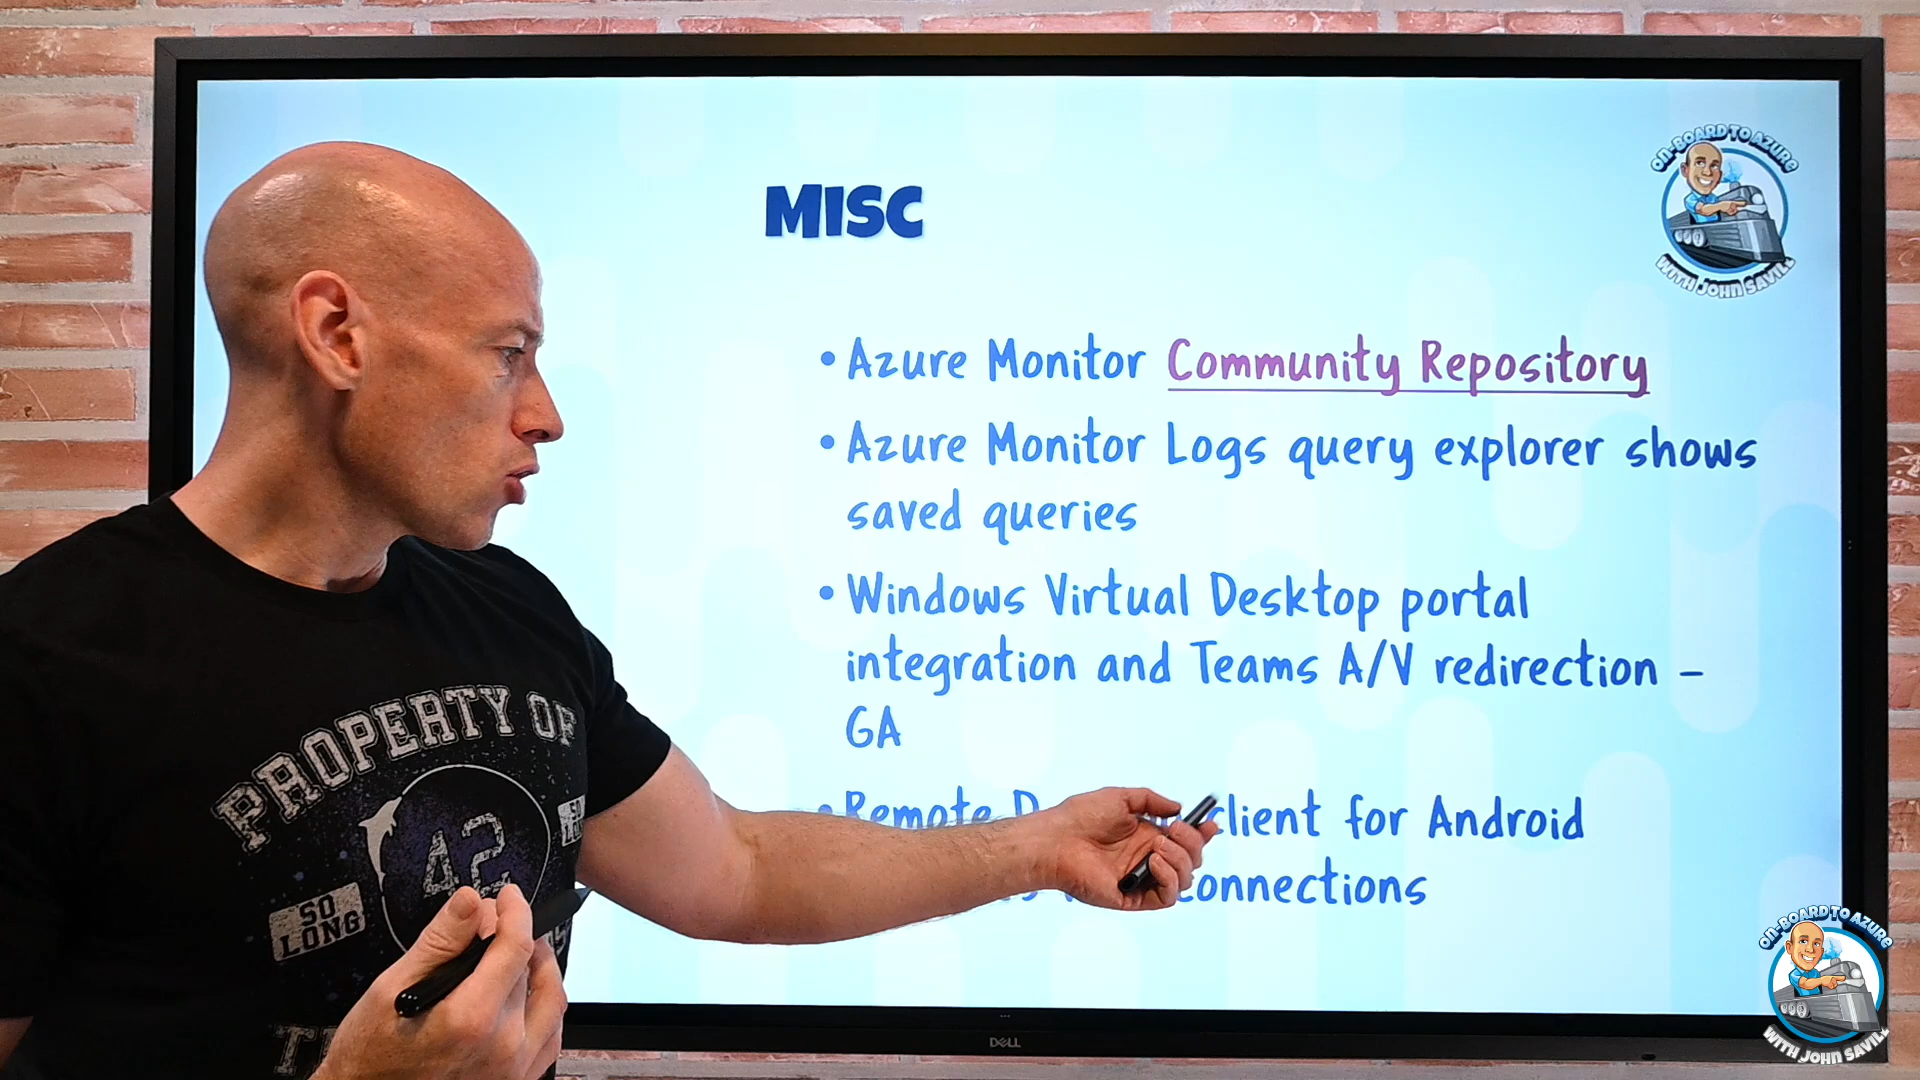 MISC
ON-BOARD TO AZURE
WITH JOHN SAVILL
• Azure Monitor Community Repository
• Azure Monitor Logs query explorer shows
saved queries
• Windows Virtual Desktop portal
integration and Teams A/V redirection –
GA
• Remote client for Android
connections
PROPERTY OF
42
SO
LONG
DELL
ON-BOARD TO AZURE
WITH JOHN SAVILL